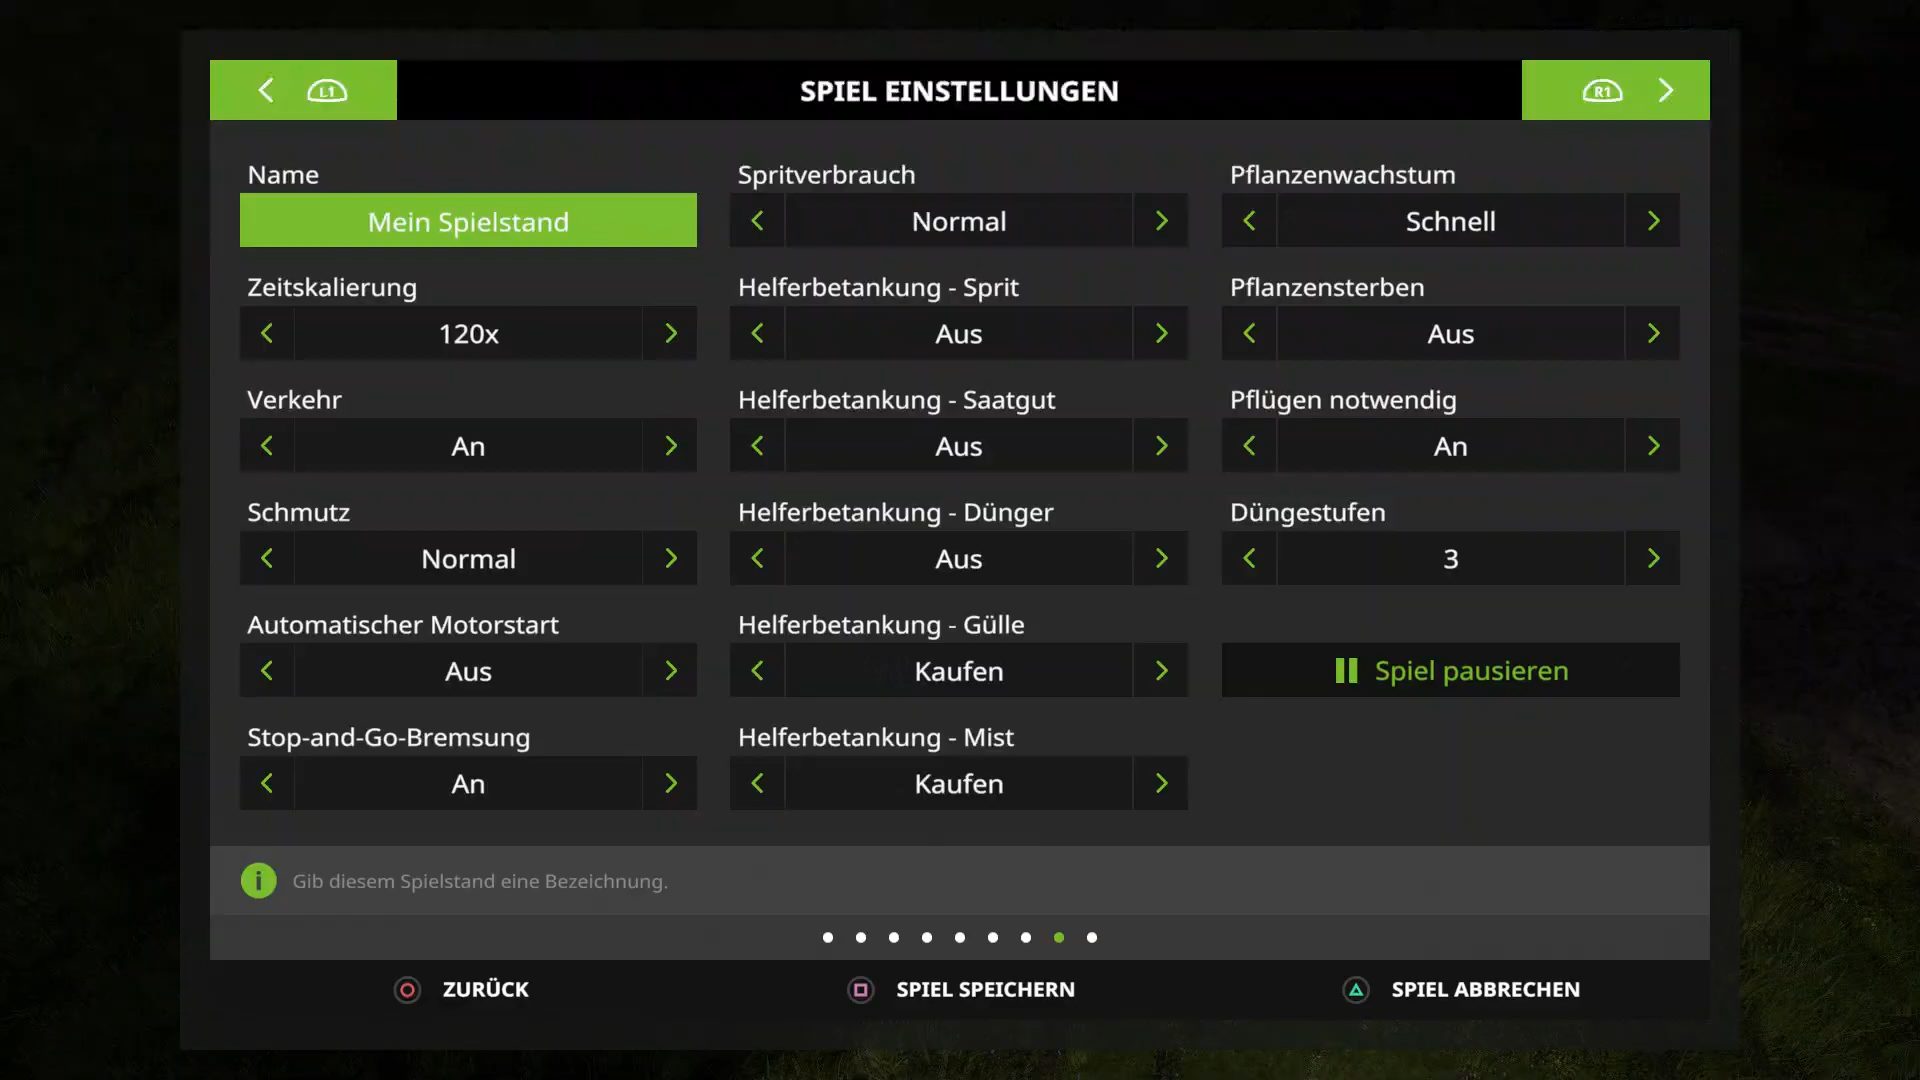 L1
SPIEL EINSTELLUNGEN
R1
Name
Mein Spielstand
Zeitskalierung
120x
Verkehr
An
Schmutz
Normal
Automatischer Motorstart
Aus
Stop-and-Go-Bremsung
An
Spritverbrauch
Normal
Helferbetankung - Sprit
Aus
Helferbetankung - Saatgut
Aus
Helferbetankung - Dünger
Aus
Helferbetankung - Gülle
Kaufen
Helferbetankung - Mist
Kaufen
Pflanzenwachstum
Schnell
Pflanzensterben
Aus
Pflügen notwendig
An
Düngestufen
3
Spiel pausieren
Gib diesem Spielstand eine Bezeichnung.
ZURÜCK
SPIEL SPEICHERN
SPIEL ABBRECHEN